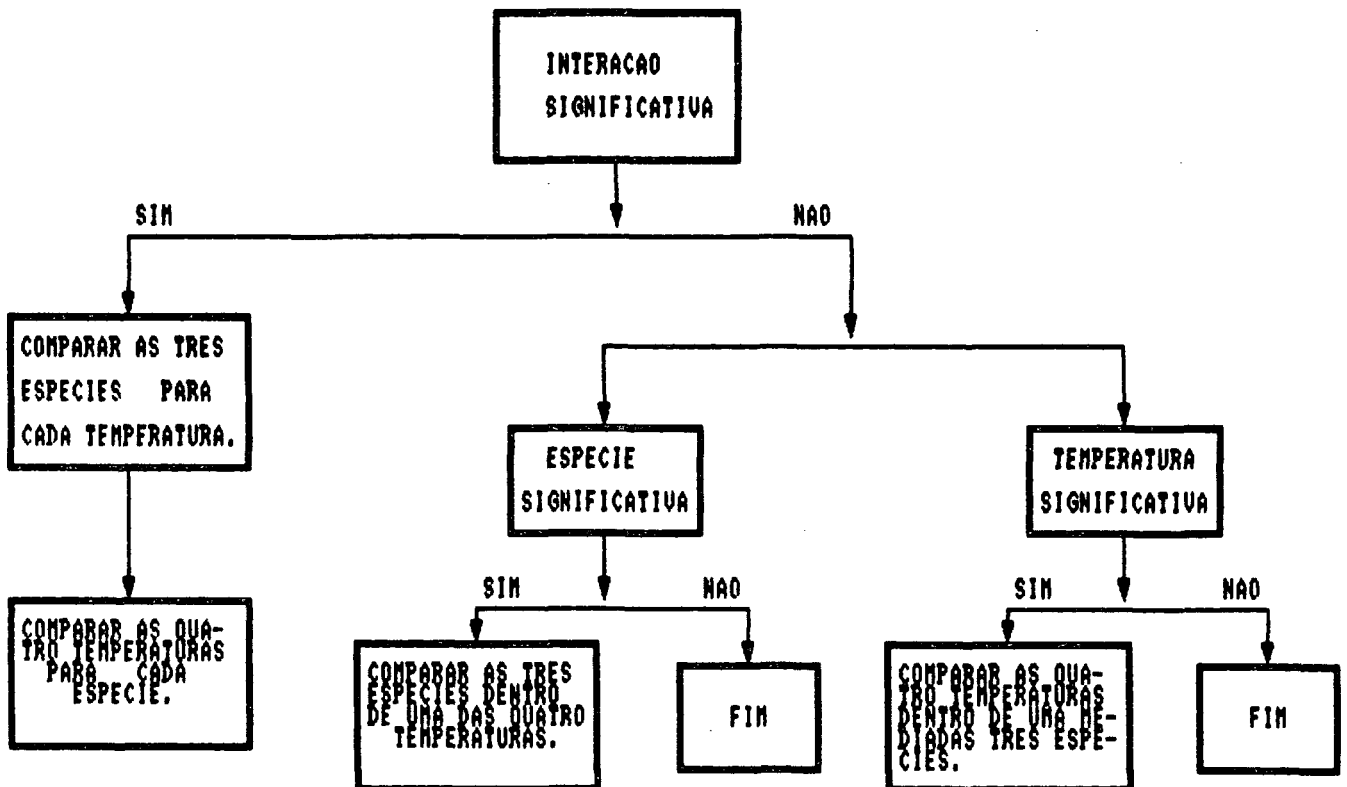 INTERACAO
SIGNIFICATIVA
SIM
NAO
COMPARAR AS TRES
ESPECIES PARA
CADA TEMPERATURA.
COMPARAR AS QUA-
TRO TEMPERATURAS
PARA CADA
ESPECIE.
ESPECIE
SIGNIFICATIVA
SIM
NAO
COMPARAR AS TRES
ESPECIES DENTRO
DE UMA DAS QUATRO
TEMPERATURAS.
FIM
TEMPERATURA
SIGNIFICATIVA
SIM
NAO
COMPARAR AS QUA-
TRO TEMPERATURAS
DENTRO DE UMA ME-
DIADAS TRES ESPE-
CIES.
FIM